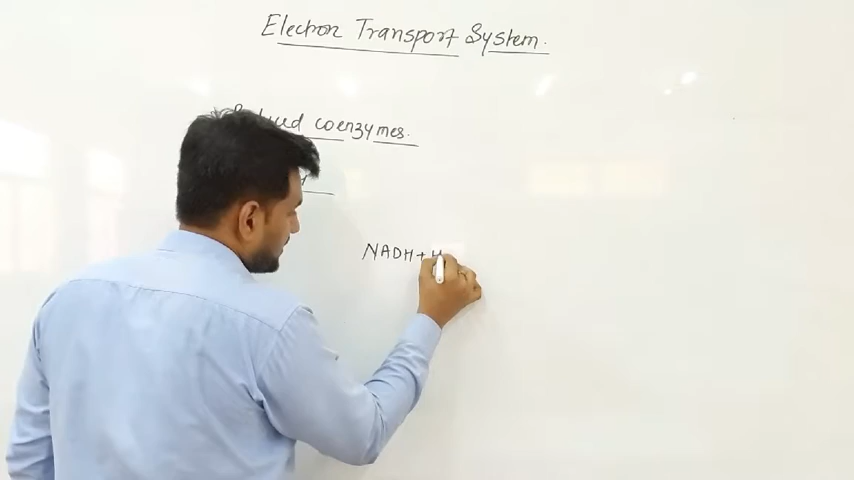 Electron Transport System.
Reduced coenzymes.
NADH+H